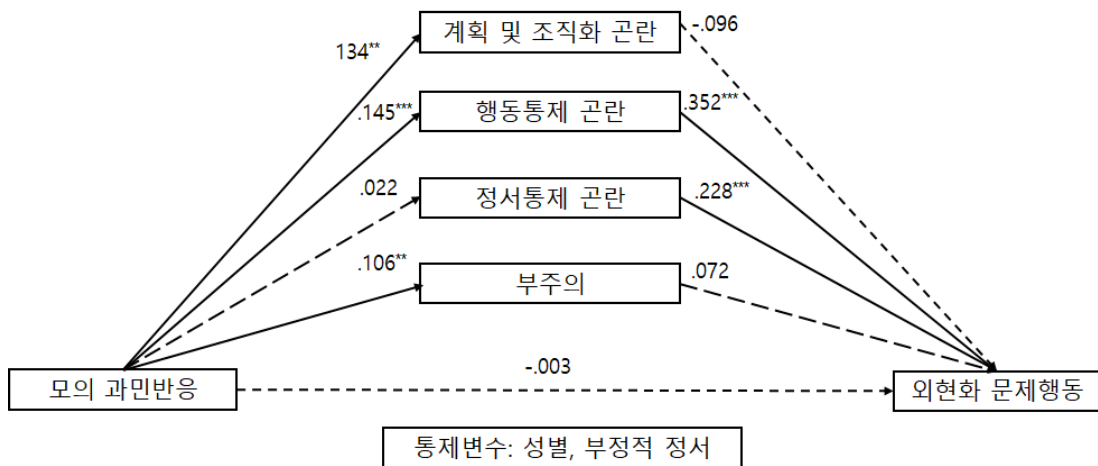 계획 및 조직화 곤란
-.096
134**
행동통제 곤란
.145***
.352***
정서통제 곤란
.022
.228***
부주의
.106**
.072
모의 과민반응
-.003
외현화 문제행동
통제변수: 성별, 부정적 정서